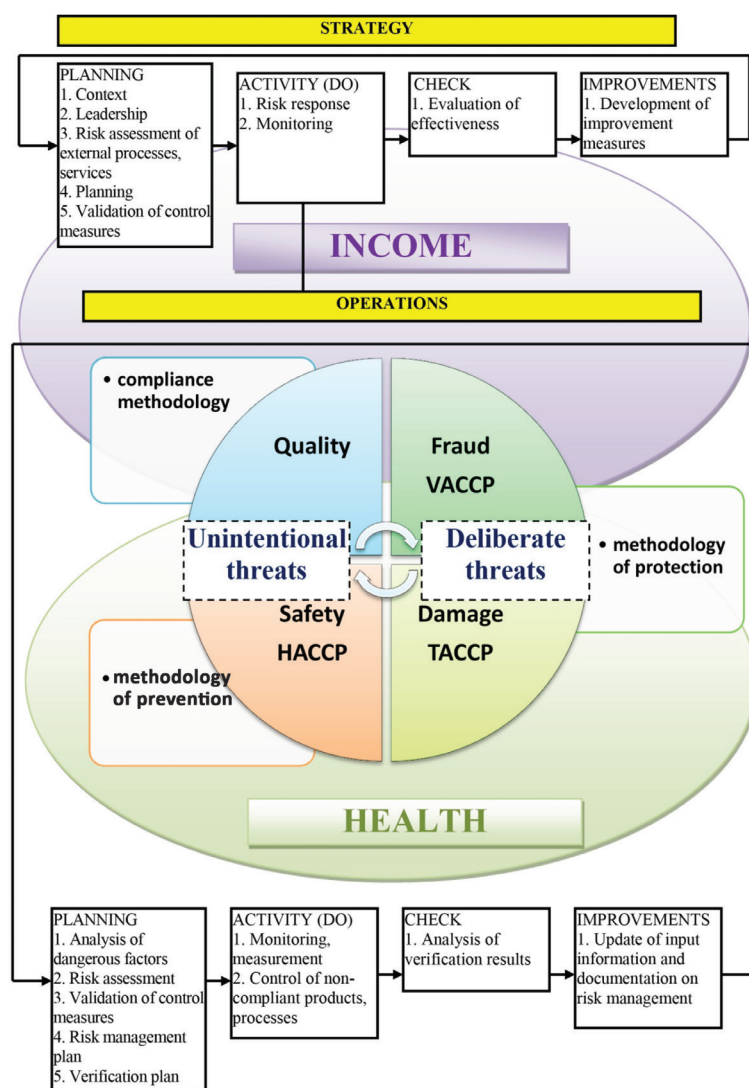 STRATEGY
PLANNING
1. Context
2. Leadership
3. Risk assessment of
external processes,
services
4. Planning
5. Validation of control
measures
ACTIVITY (DO)
1. Risk response
2. Monitoring
CHECK
1. Evaluation of
effectiveness
IMPROVEMENTS
1. Development of
improvement
measures
INCOME
OPERATIONS
• compliance
methodology
Quality
Fraud
VACCP
Unintentional
threats
Deliberate
threats
• methodology
of protection
Safety
HACCP
Damage
TACCP
• methodology
of prevention
HEALTH
PLANNING
1. Analysis of
dangerous factors
2. Risk assessment
3. Validation of control
measures
4. Risk management
plan
5. Verification plan
ACTIVITY (DO)
1. Monitoring,
measurement
2. Control of non-
compliant products,
processes
CHECK
1. Analysis of
verification results
IMPROVEMENTS
1. Update of input
information and
documentation on
risk management